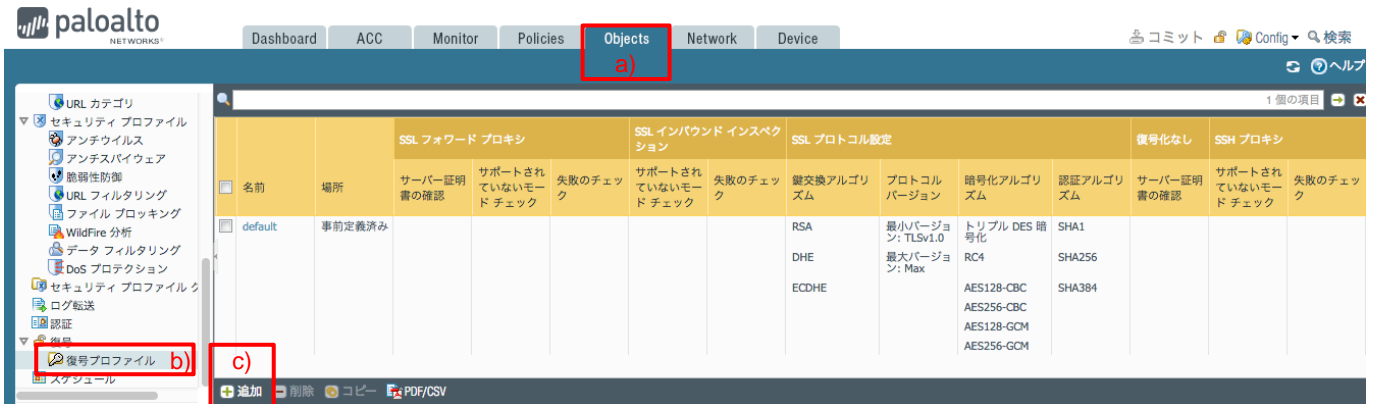 paloalto
NETWORKS®
Dashboard ACC Monitor Policies Objects Network Device
コミット Config 検索
a)
ヘルプ
1 個の項目
URL カテゴリ
セキュリティ プロファイル
アンチウイルス
アンチスパイウェア
脆弱性防御
URL フィルタリング
ファイル ブロッキング
WildFire 分析
データ フィルタリング
DoS プロテクション
セキュリティ プロファイル
ログ転送
認証
復号
復号プロファイル b)
スケジュール
SSL フォワード プロキシ
SSL インバウンド インスペク
ション
SSL プロトコル設定
復号化なし
SSH プロキシ
名前
場所
サーバー証明
書の確認
サポートされ
ていないモー
ド チェック
失敗のチェッ
ク
サポートされ
ていないモー
ド チェック
失敗のチェッ
ク
鍵交換アルゴリ
ズム
プロトコル
バージョン
暗号化アルゴリ
ズム
認証アルゴリ
ズム
サーバー証明
書の確認
サポートされ
ていないモー
ド チェック
失敗のチェッ
ク
default
事前定義済み
RSA
DHE
ECDHE
最小バージョ
ン: TLSv1.0
最大バージョ
ン: Max
トリプル DES 暗
号化
RC4
AES128-CBC
AES256-CBC
AES128-GCM
AES256-GCM
SHA1
SHA256
SHA384
c)
追加 削除 コピー PDF/CSV